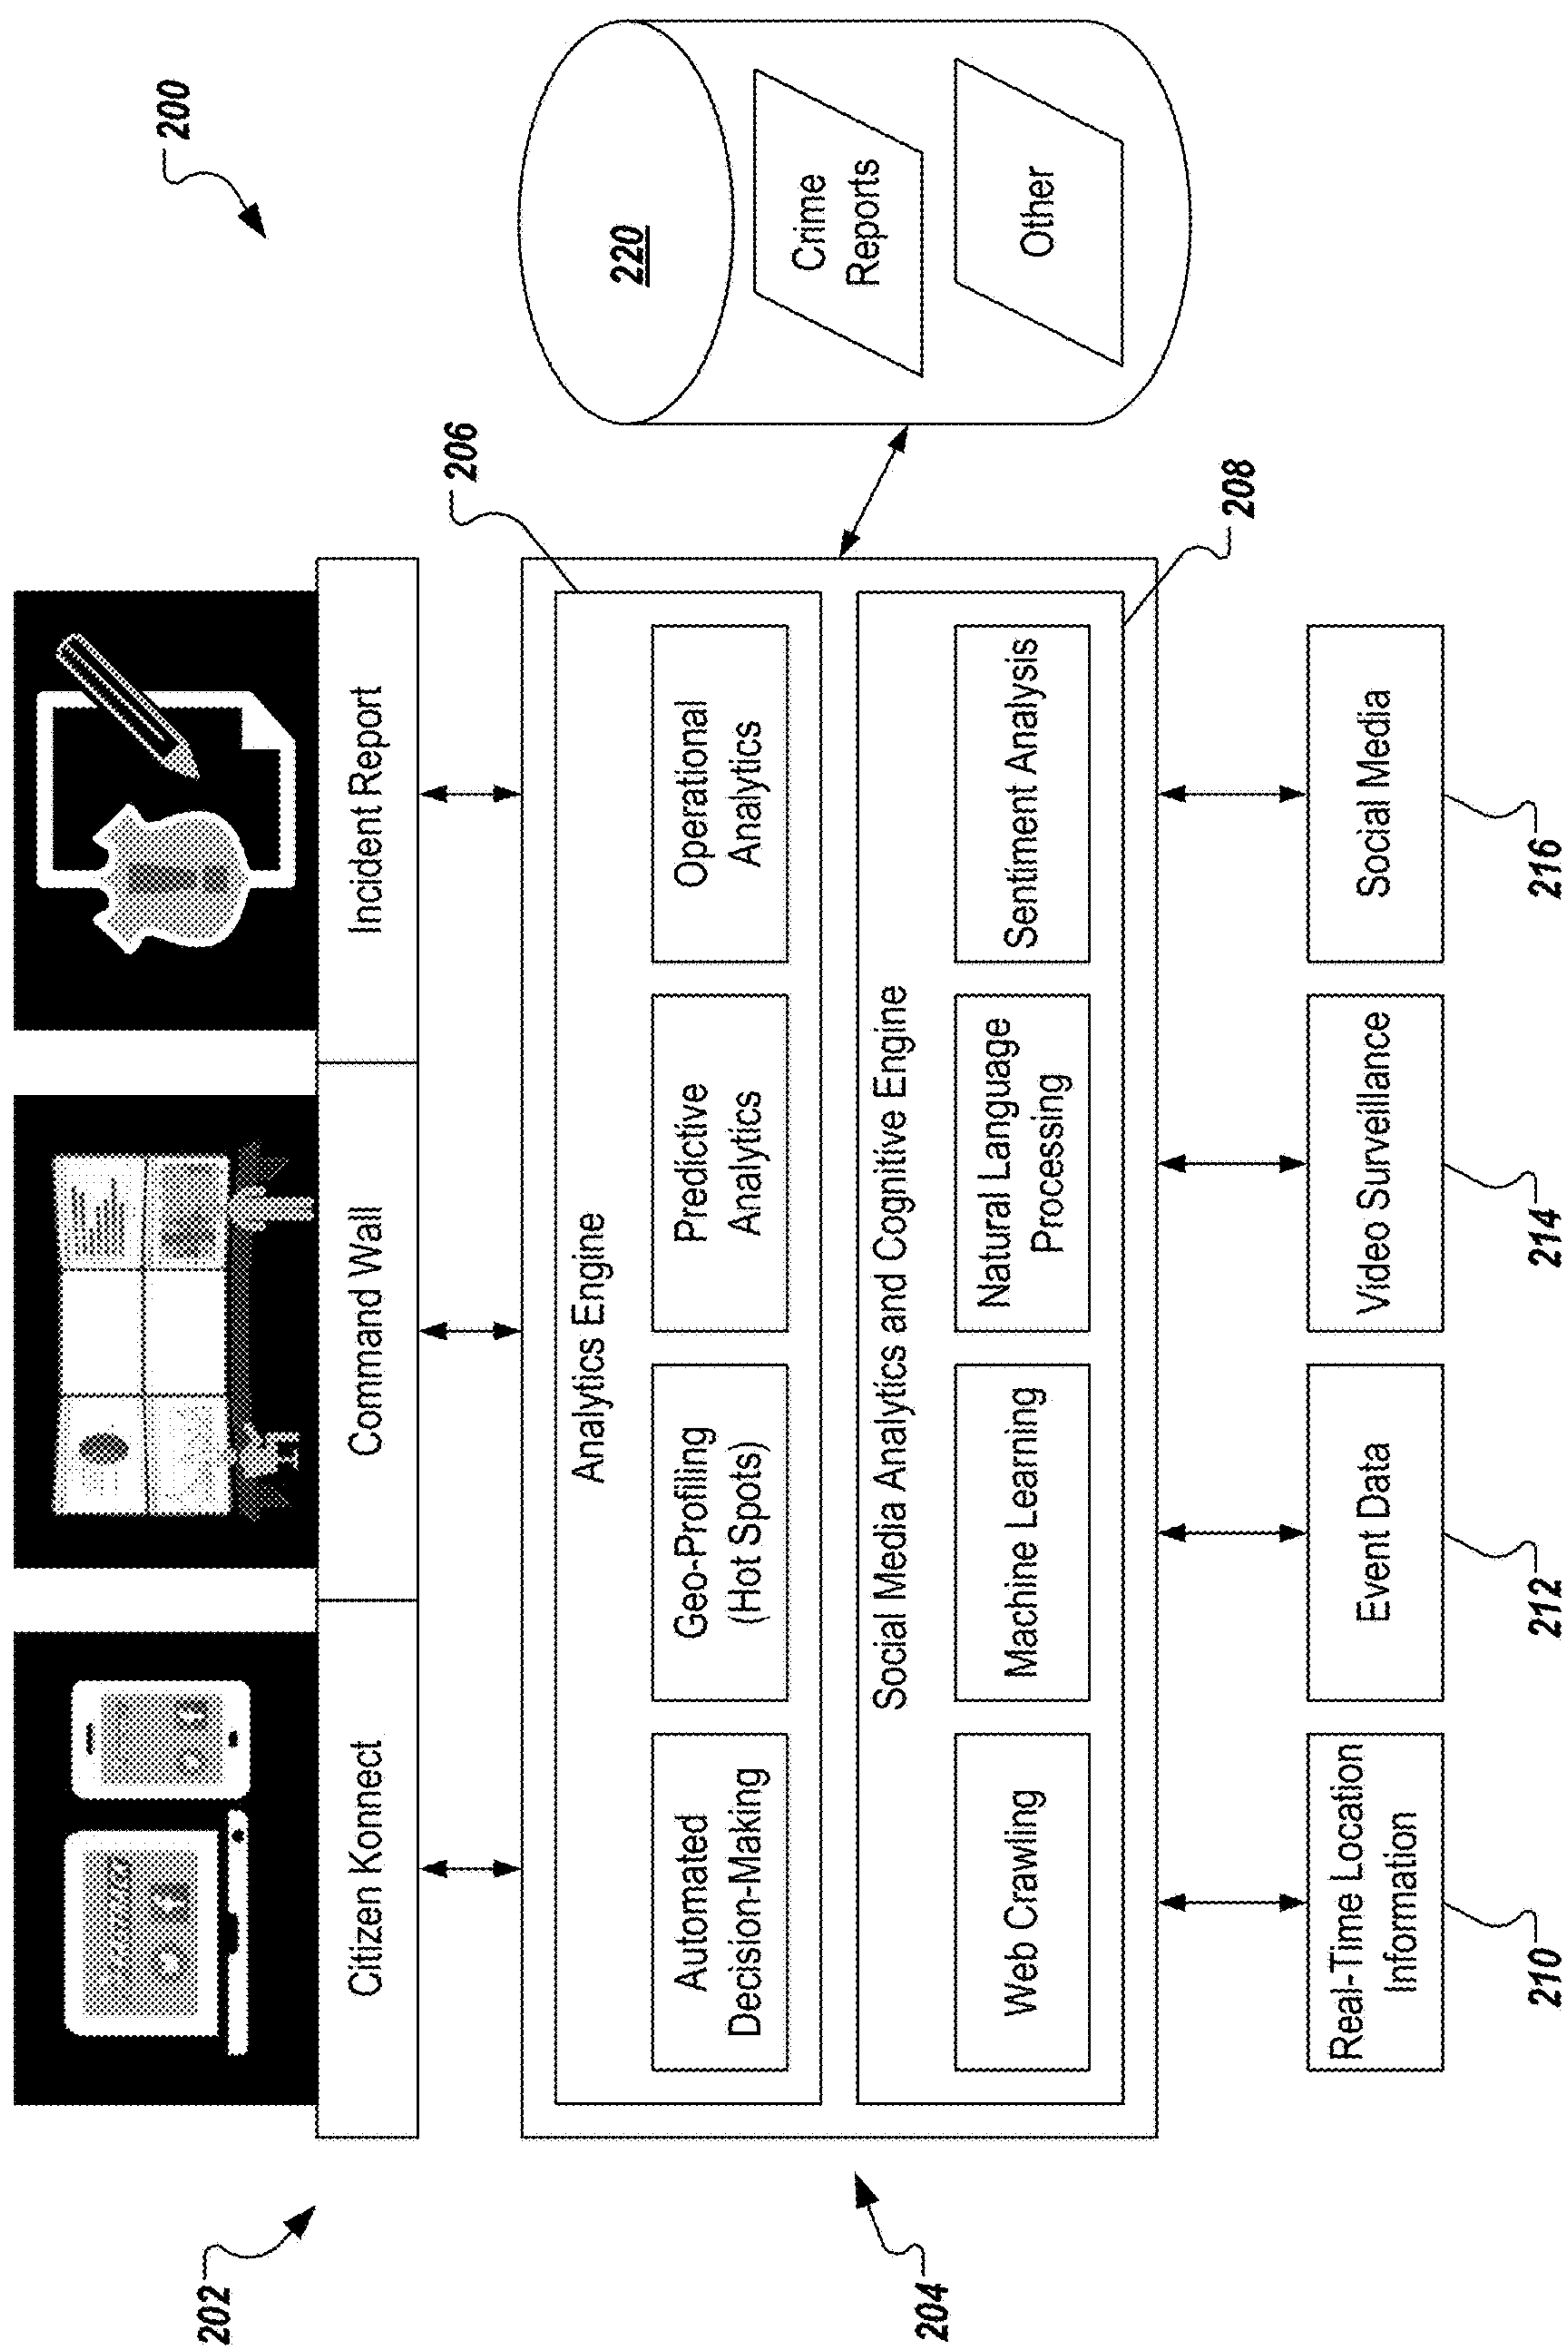 200
202
Citizen Konnect
Command Wall
Incident Report
204
206
Analytics Engine
Automated
Decision-Making
Geo-Profiling
(Hot Spots)
Predictive
Analytics
Operational
Analytics
208
Social Media Analytics and Cognitive Engine
Web Crawling
Machine Learning
Natural Language
Processing
Sentiment Analysis
220
Crime
Reports
Other
Real-Time Location
Information
Event Data
Video Surveillance
Social Media
210
212
214
216